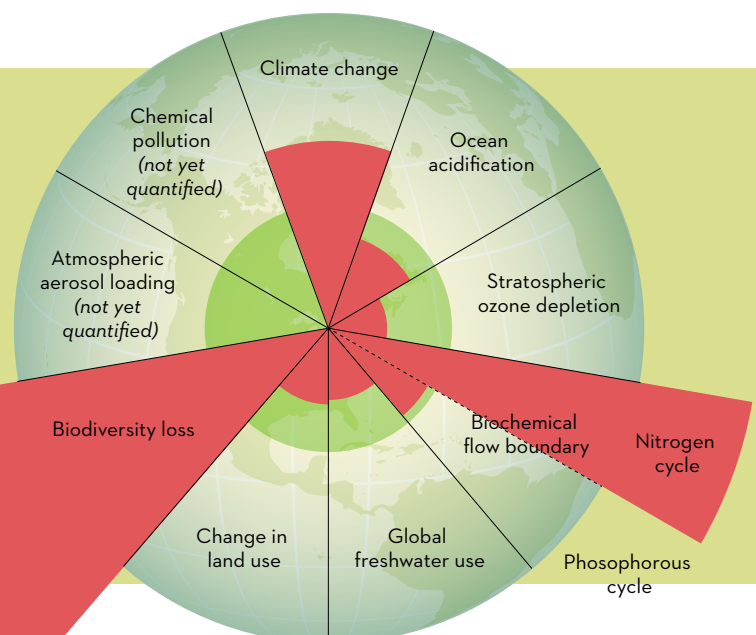 Climate change
Chemical
pollution
(not yet
quantified)
Ocean
acidification
Atmospheric
aerosol loading
(not yet
quantified)
Stratospheric
ozone depletion
Biodiversity loss
Biochemical
flow boundary
Nitrogen
cycle
Change in
land use
Global
freshwater use
Phosophorous
cycle